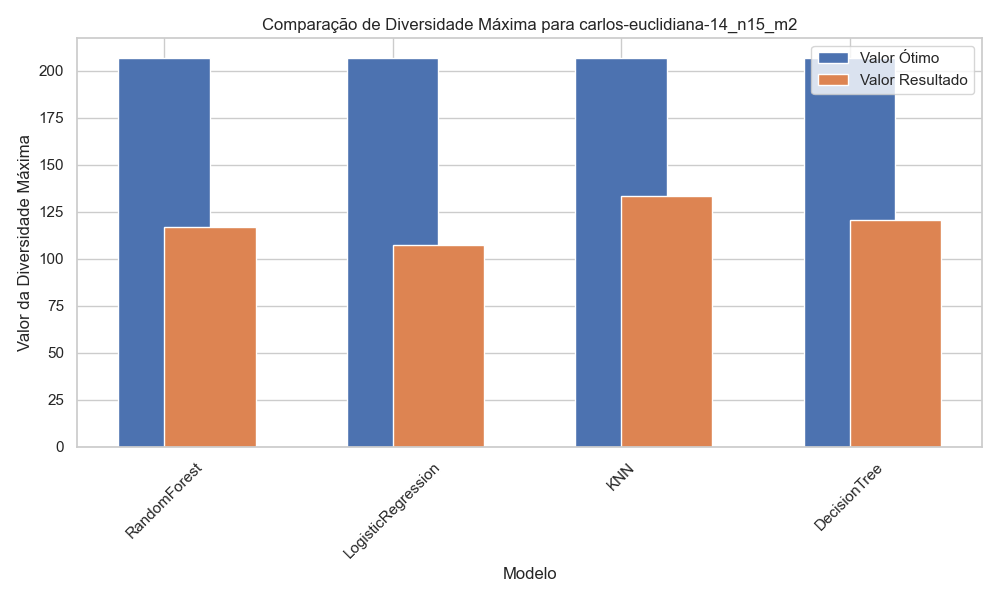 Comparação de Diversidade Máxima para carlos-euclidiana-14_n15_m2
Valor Ótimo
Valor Resultado
Valor da Diversidade Máxima
200
175
150
125
100
75
50
25
0
RandomForest
LogisticRegression
KNN
DecisionTree
Modelo